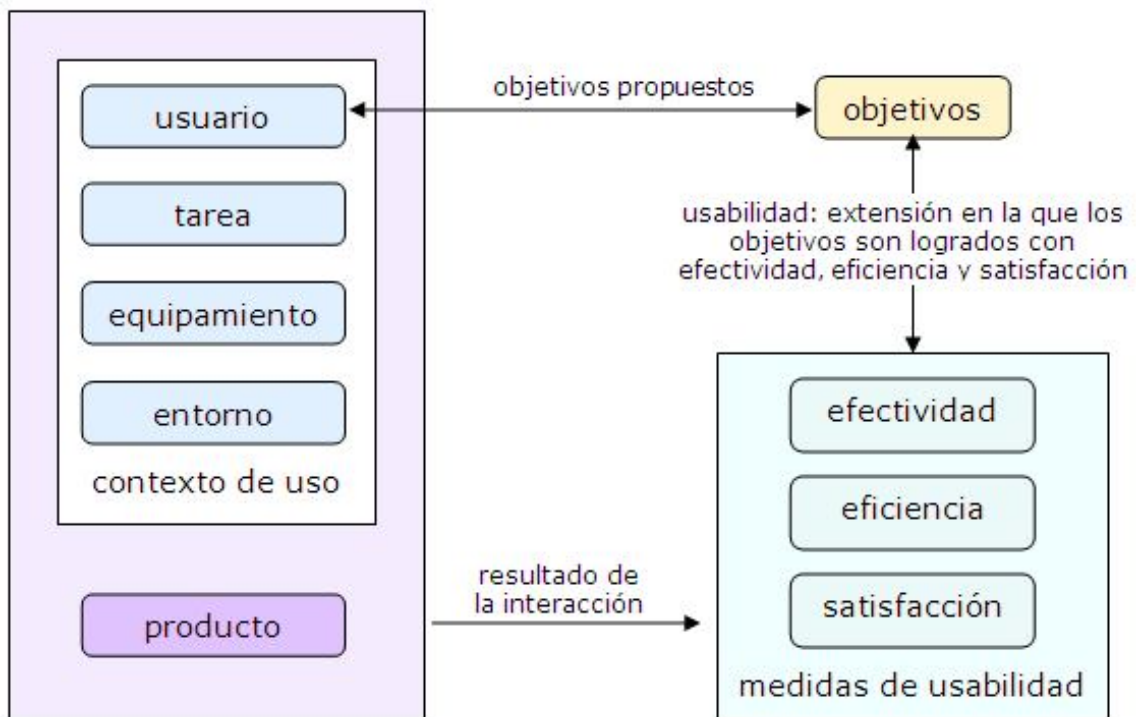 usuario
tarea
equipamiento
entorno
contexto de uso
producto
objetivos propuestos
objetivos
usabilidad: extensión en la que los
objetivos son logrados con
efectividad, eficiencia y satisfacción
resultado de
la interacción
efectividad
eficiencia
satisfacción
medidas de usabilidad